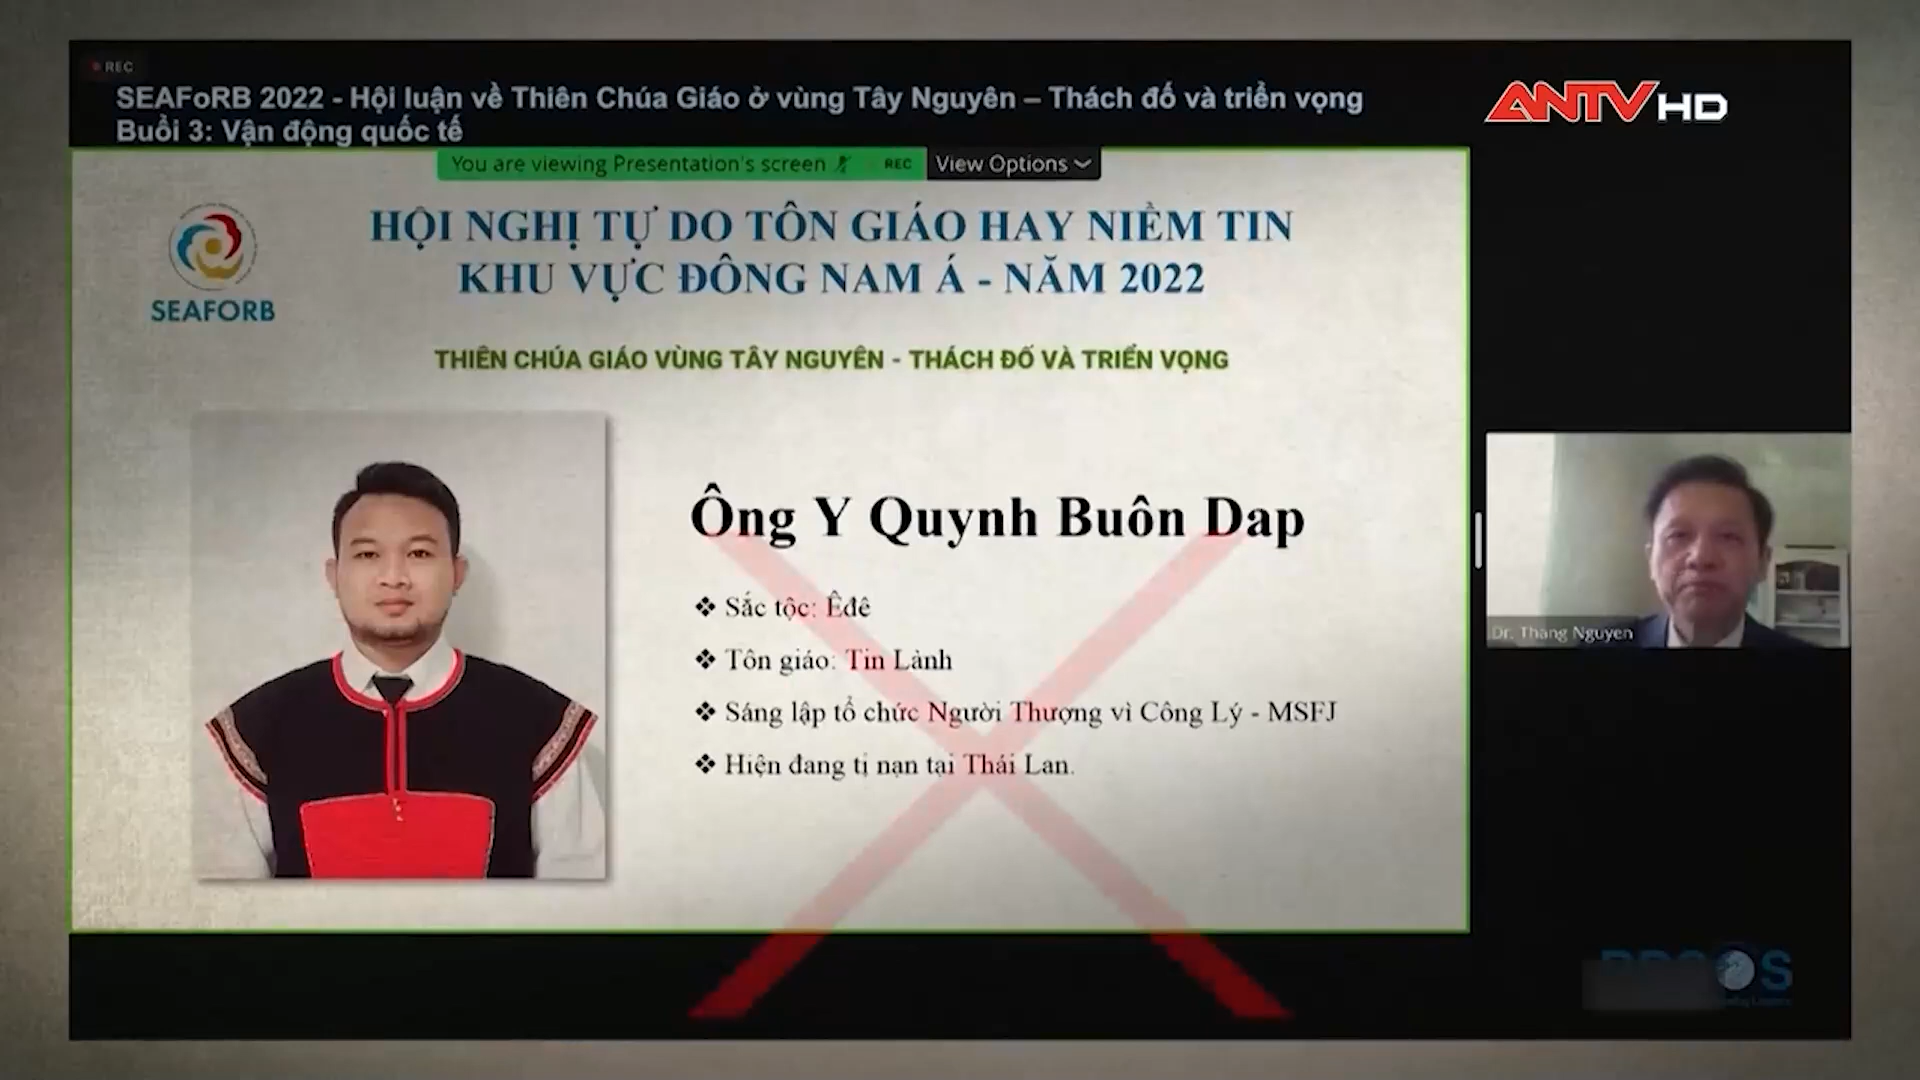 REC
SEAFoRB 2022 - Hội luận về Thiên Chúa Giáo ở vùng Tây Nguyên – Thách đố và triển vọng
Buổi 3: Vận động quốc tế
ANTV HD
You are viewing Presentation's screen
REC
View Options
SEAFORB
HỘI NGHỊ TỰ DO TÔN GIÁO HAY NIỀM TIN
KHU VỰC ĐÔNG NAM Á - NĂM 2022
THIÊN CHÚA GIÁO VÙNG TÂY NGUYÊN - THÁCH ĐỐ VÀ TRIỂN VỌNG
Ông Y Quynh Buôn Dap
❖ Sắc tộc: Êđê
❖ Tôn giáo: Tin Lành
❖ Sáng lập tổ chức Người Thượng vì Công Lý - MSFJ
❖ Hiện đang tị nạn tại Thái Lan.
Dr. Thang Nguyen